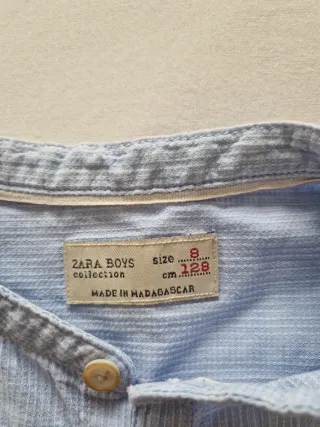 ZARA BOYS size 8
collection cm 128
MADE IN MADAGASCAR